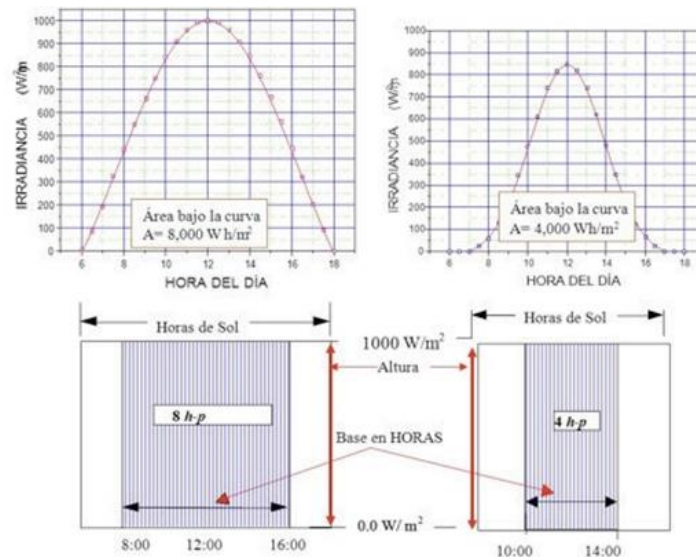 1000
900
800
700
600
500
400
300
200
100
0
IRRADIANCIA (W/m²)
Área bajo la curva
A= 8,000 Wh/m²
6 8 10 12 14 16 18
HORA DEL DÍA
1000
900
800
700
600
500
400
300
200
100
0
IRRADIANCIA (W/m²)
Área bajo la curva
A= 4,000 Wh/m²
6 8 10 12 14 16 18
HORA DEL DÍA
Horas de Sol
8 h-p
8:00 12:00 16:00
1000 W/m²
Altura
Base en HORAS
0.0 W/ m²
Horas de Sol
4 h-p
10:00 14:00